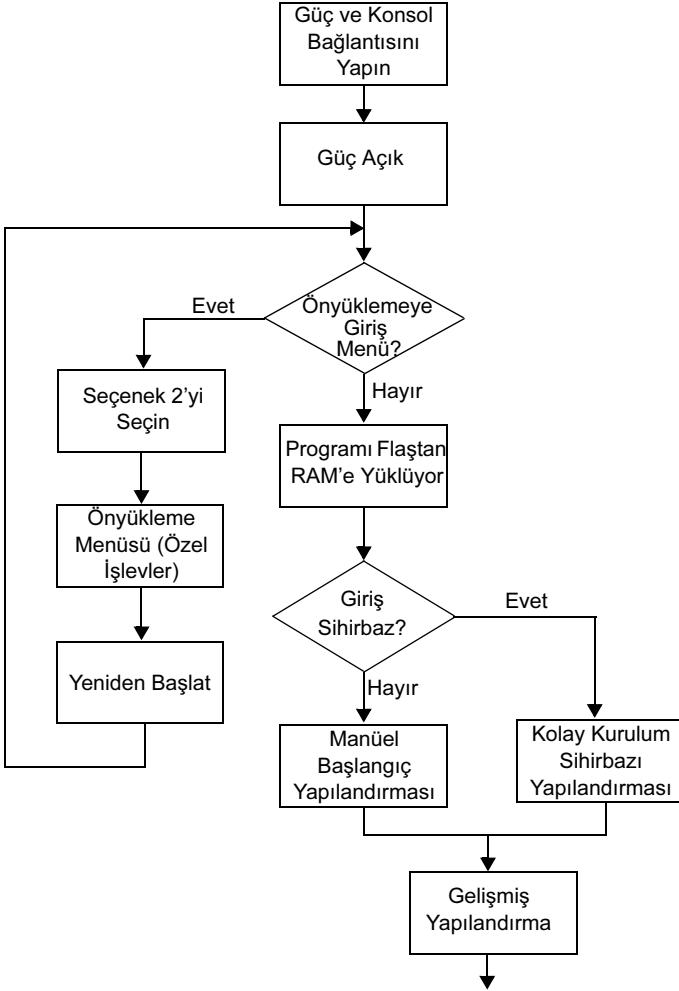 Güç ve Konsol
Bağlantısını
Yapın
Güç Açık
Önyüklemeye
Giriş
Menü?
Evet
Hayır
Seçenek 2’yi
Seçin
Programı Flaştan
RAM’e Yüklüyor
Önyükleme
Menüsü (Özel
İşlevler)
Giriş
Sihirbaz?
Evet
Hayır
Yeniden Başlat
Manüel
Başlangıç
Yapılandırması
Kolay Kurulum
Sihirbazı
Yapılandırması
Gelişmiş
Yapılandırma